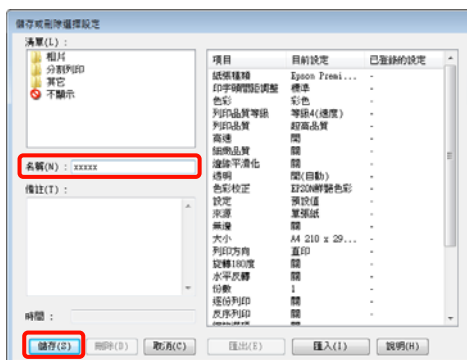 儲存或刪除選擇設定
清單(L)：
相片
分割列印
其它
不顯示
名稱(N)：xxxxx
備註(T)：
時間：
項目 目前設定 已登錄的設定
紙張種類 Epson Premi... -
印字頭間距調整 標準 -
色彩 彩色 -
列印品質等級 等級4(速度) -
列印品質 超高品質 -
高速 開 -
細緻品質 關 -
邊緣平滑化 關 -
透明 開(自動) -
色彩校正 EPSON鮮豔色彩 -
設定 預設值 -
來源 單張紙 -
無邊 關 -
大小 A4 210 x 29... -
列印方向 直印 -
旋轉180度 關 -
水平反轉 關 -
份數 1 -
逐份列印 關 -
反序列印 關 -
儲存(S) 刪除(D) 取消(C) 匯出(E) 匯入(I) 說明(H)